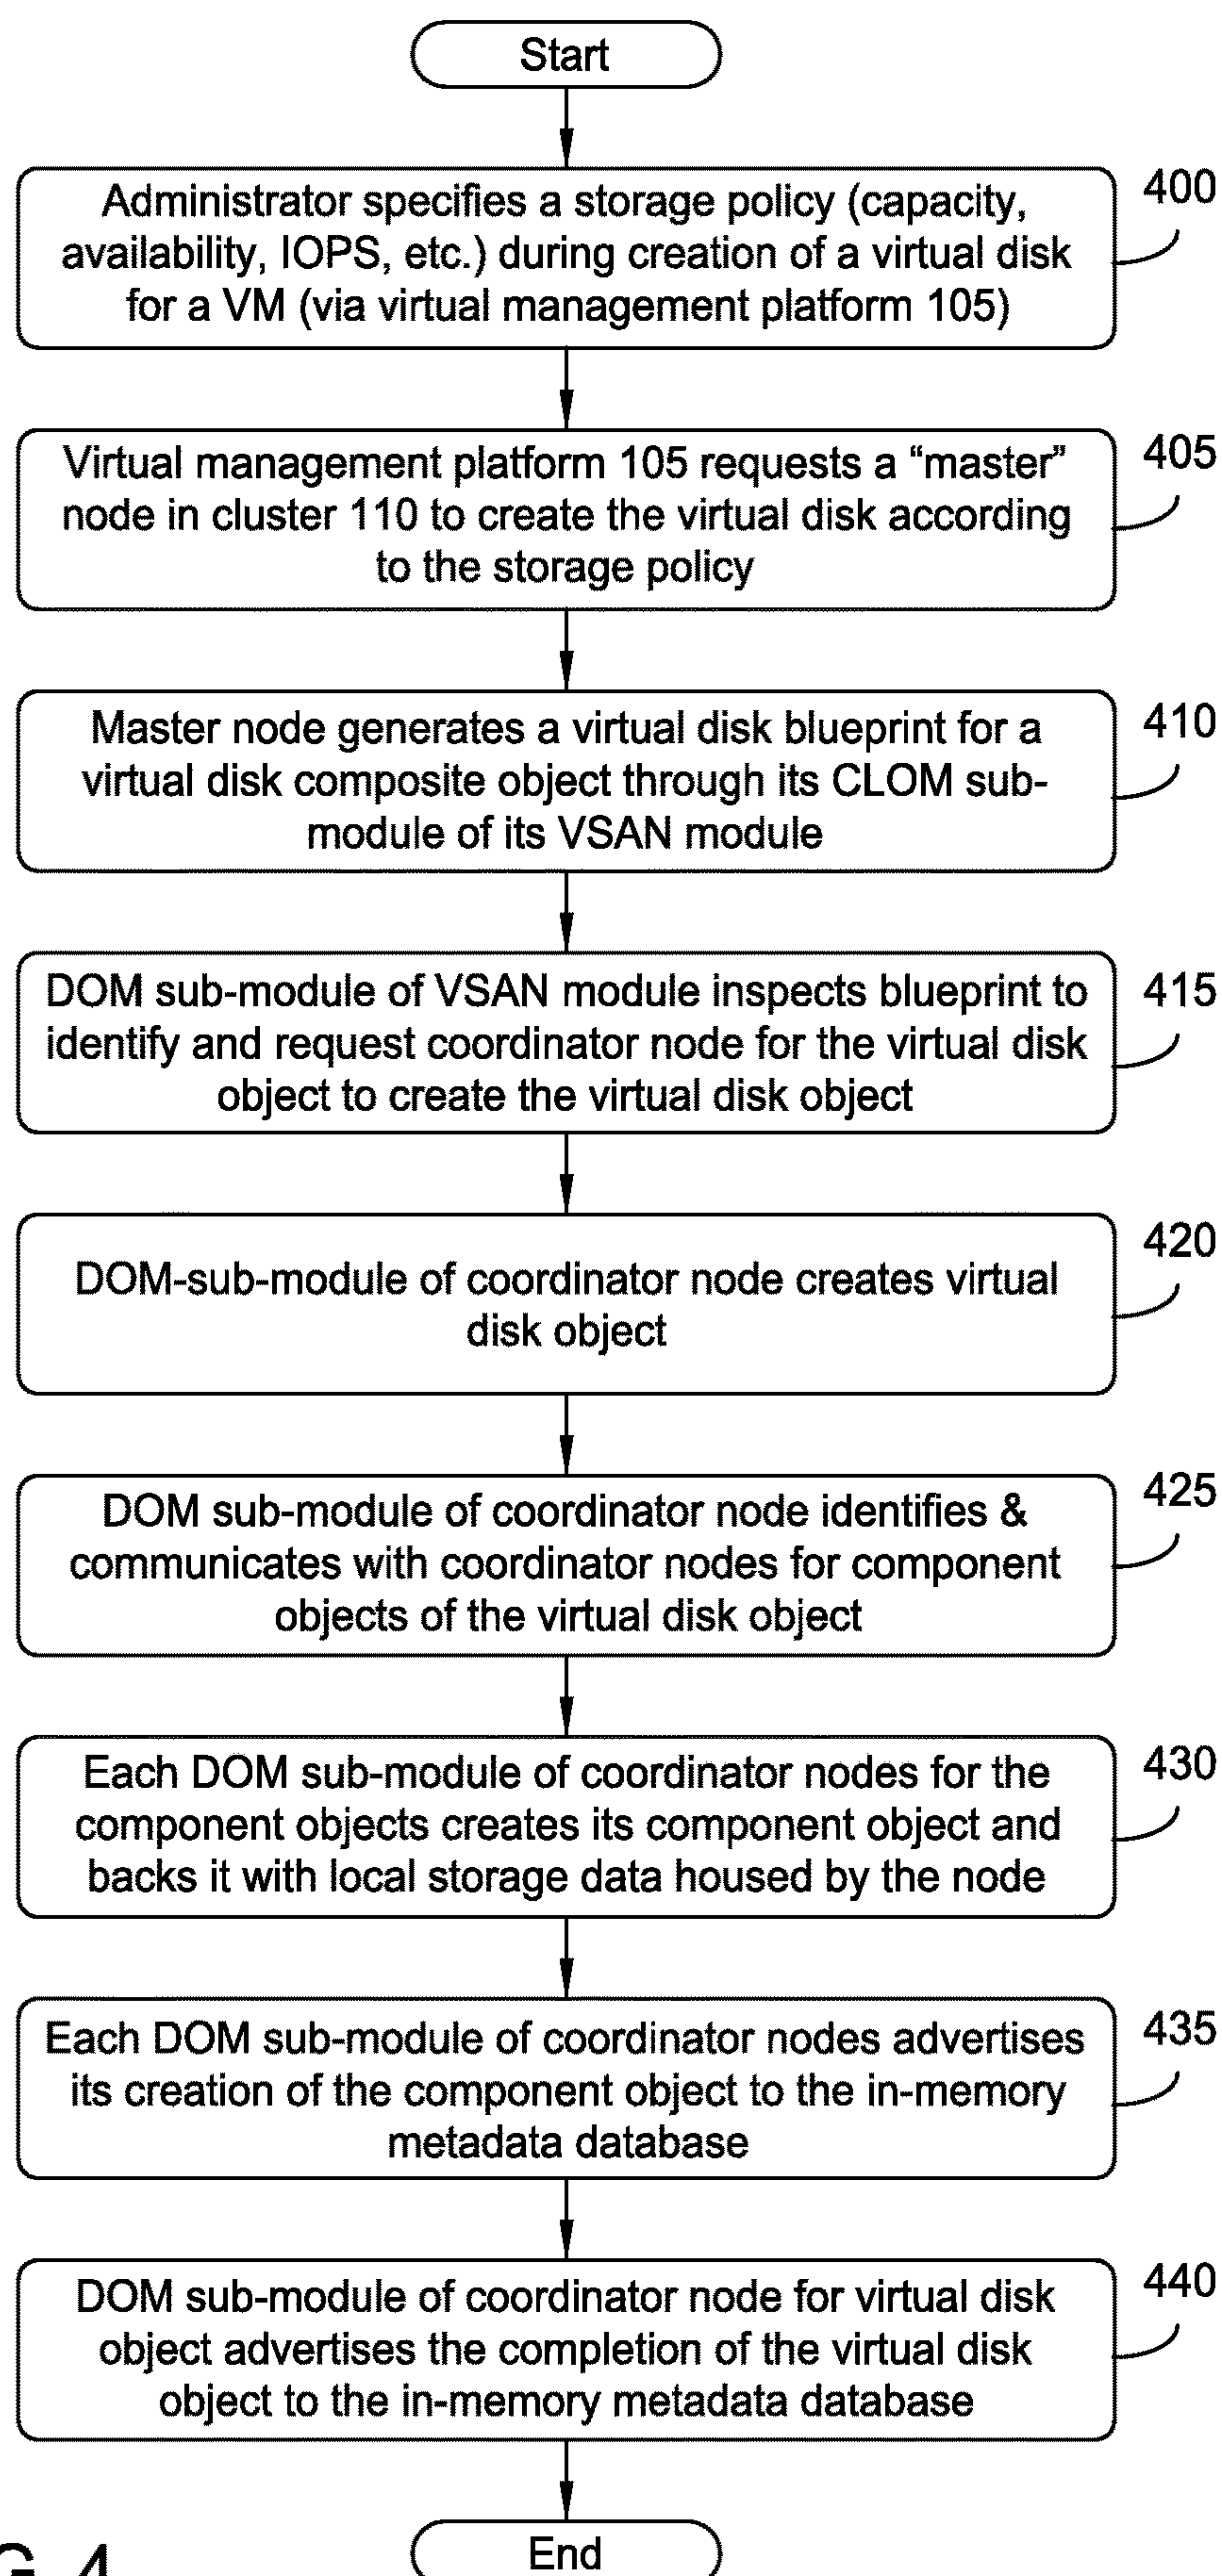 Start
Administrator specifies a storage policy (capacity,
availability, IOPS, etc.) during creation of a virtual disk
for a VM (via virtual management platform 105)
400
Virtual management platform 105 requests a “master”
node in cluster 110 to create the virtual disk according
to the storage policy
405
Master node generates a virtual disk blueprint for a
virtual disk composite object through its CLOM sub-
module of its VSAN module
410
DOM sub-module of VSAN module inspects blueprint to
identify and request coordinator node for the virtual disk
object to create the virtual disk object
415
DOM-sub-module of coordinator node creates virtual
disk object
420
DOM sub-module of coordinator node identifies &
communicates with coordinator nodes for component
objects of the virtual disk object
425
Each DOM sub-module of coordinator nodes for the
component objects creates its component object and
backs it with local storage data housed by the node
430
Each DOM sub-module of coordinator nodes advertises
its creation of the component object to the in-memory
metadata database
435
DOM sub-module of coordinator node for virtual disk
object advertises the completion of the virtual disk
object to the in-memory metadata database
440
End